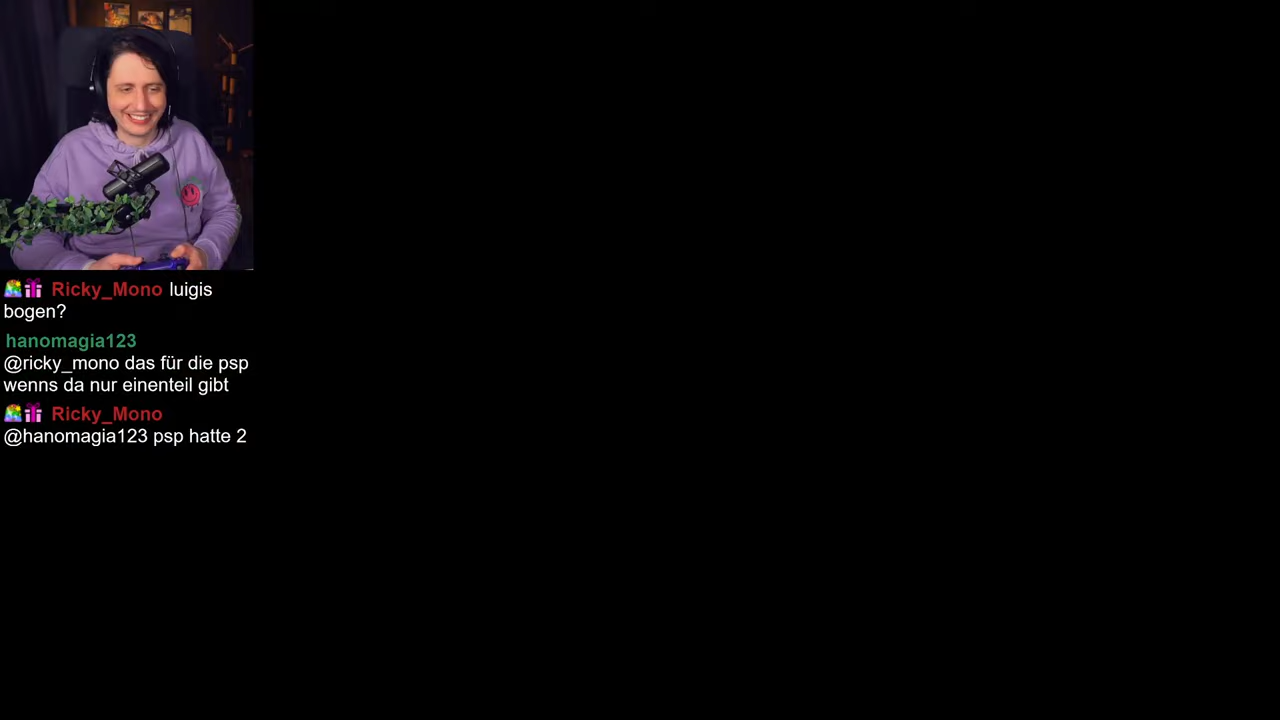 Ricky_Mono luigis
bogen?
hanomagia123
@ricky_mono das für die psp
wenns da nur einenteil gibt
Ricky_Mono
@hanomagia123 psp hatte 2